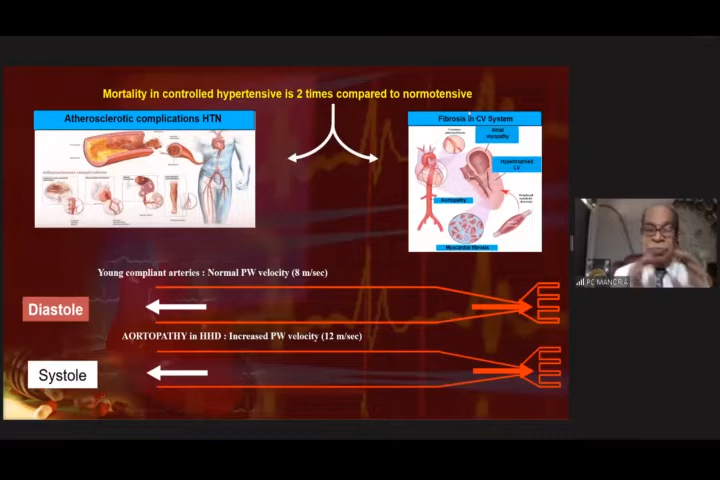 Mortality in controlled hypertensive is 2 times compared to normotensive
Atherosclerotic complications HTN
Fibrosis in CV System
Atrial
myopathy
Hypertrophied
LV
Aortopathy
Myocardial fibrosis
Young compliant arteries : Normal PW velocity (8 m/sec)
Diastole
AORTOPATHY in HHD : Increased PW velocity (12 m/sec)
Systole
PC MANORIA